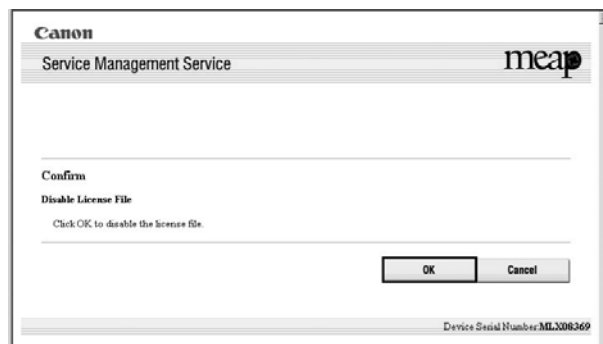 Canon
Service Management Service
meap
Confirm
Disable License File
Click OK to disable the license file.
OK Cancel
Device Serial Number:MLX08369